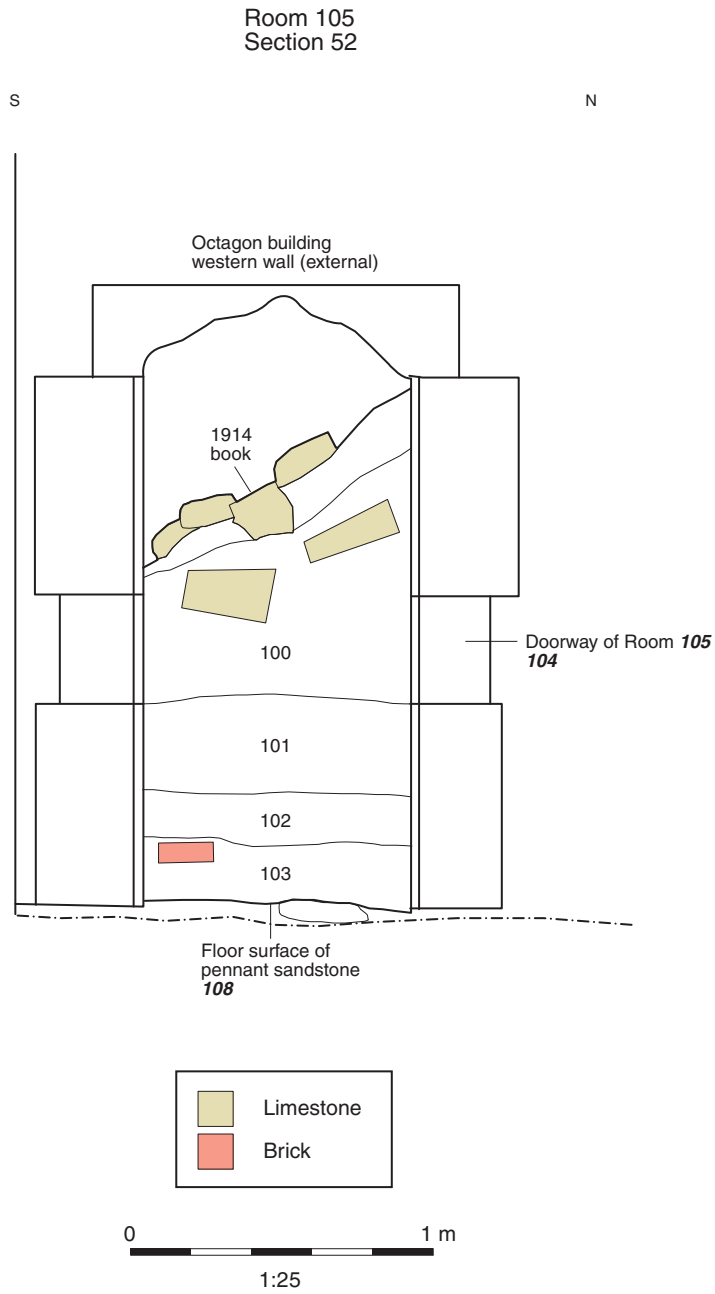 Room 105
Section 52
S
N
Octagon building
western wall (external)
1914
book
100
Doorway of Room 105
104
101
102
103
Floor surface of
pennant sandstone
108
Limestone
Brick
0
1 m
1:25